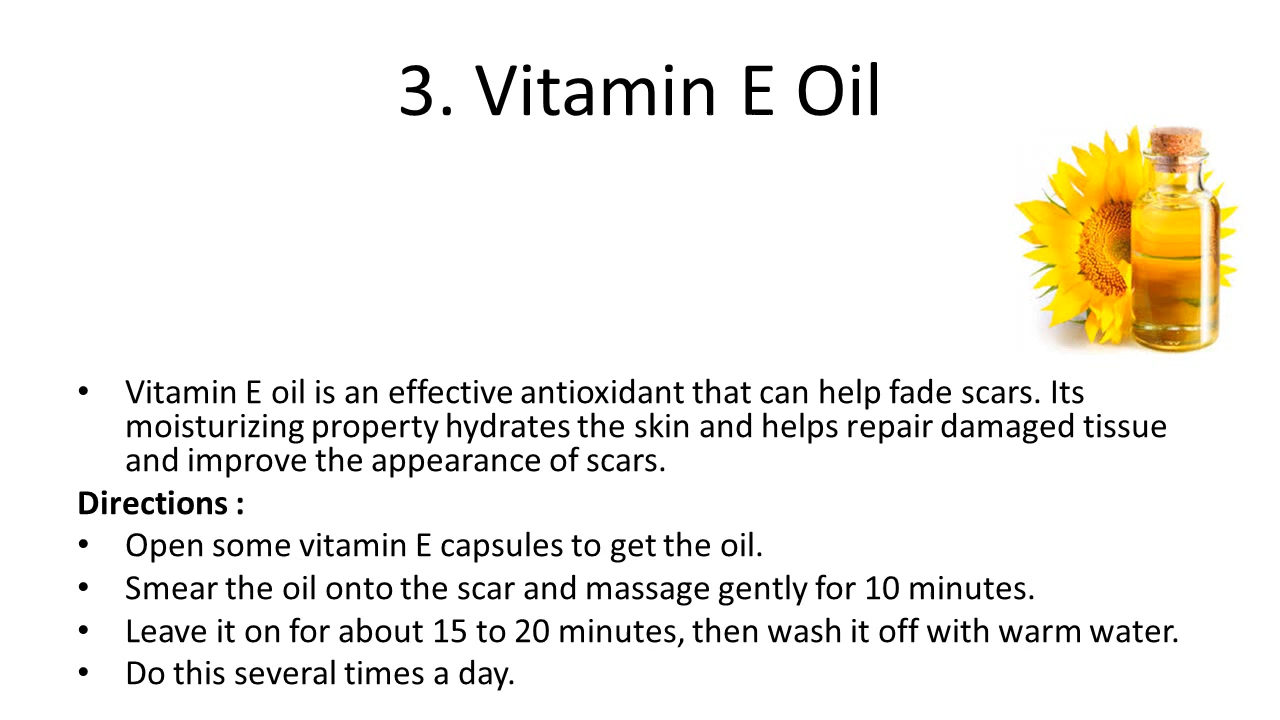 3. Vitamin E Oil
• Vitamin E oil is an effective antioxidant that can help fade scars. Its
moisturizing property hydrates the skin and helps repair damaged tissue
and improve the appearance of scars.
Directions :
• Open some vitamin E capsules to get the oil.
• Smear the oil onto the scar and massage gently for 10 minutes.
• Leave it on for about 15 to 20 minutes, then wash it off with warm water.
• Do this several times a day.